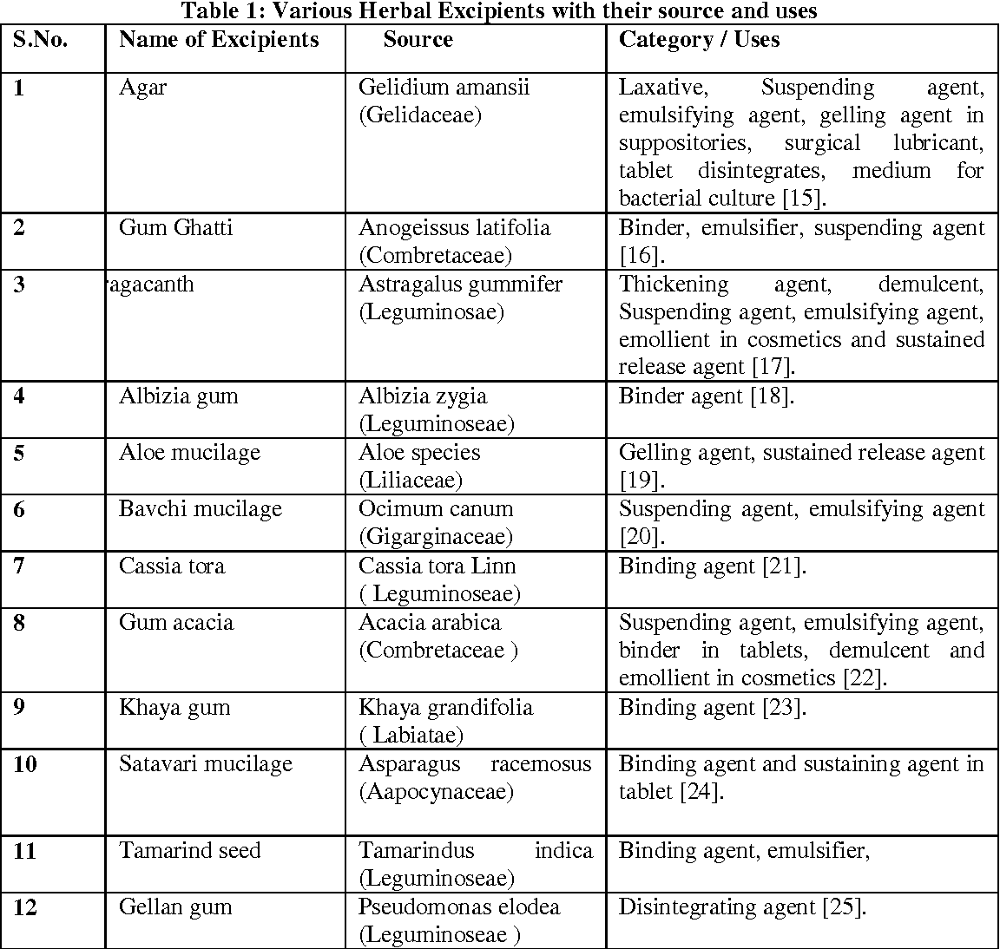 Table 1: Various Herbal Excipients with their source and uses
S.No. Name of Excipients Source Category / Uses
1 Agar Gelidium amansii Laxative, Suspending agent,
(Gelidaceae) emulsifying agent, gelling agent in
suppositories, surgical lubricant,
tablet disintegrates, medium for
bacterial culture [15].
2 Gum Ghatti Anogeissus latifolia Binder, emulsifier, suspending agent
(Combretaceae) [16].
3 ragacanth Astragalus gummifer Thickening agent, demulcent,
(Leguminosae) Suspending agent, emulsifying agent,
emollient in cosmetics and sustained
release agent [17].
4 Albizia gum Albizia zygia Binder agent [18].
(Leguminoseae)
5 Aloe mucilage Aloe species Gelling agent, sustained release agent
(Liliaceae) [19].
6 Bavchi mucilage Ocimum canum Suspending agent, emulsifying agent
(Gigarginaceae) [20].
7 Cassia tora Cassia tora Linn Binding agent [21].
( Leguminoseae)
8 Gum acacia Acacia arabica Suspending agent, emulsifying agent,
(Combretaceae ) binder in tablets, demulcent and
emollient in cosmetics [22].
9 Khaya gum Khaya grandifolia Binding agent [23].
( Labiatae)
10 Satavari mucilage Asparagus racemosus Binding agent and sustaining agent in
(Aapocynaceae) tablet [24].
11 Tamarind seed Tamarindus indica Binding agent, emulsifier,
(Leguminoseae)
12 Gellan gum Pseudomonas elodea Disintegrating agent [25].
(Leguminoseae )